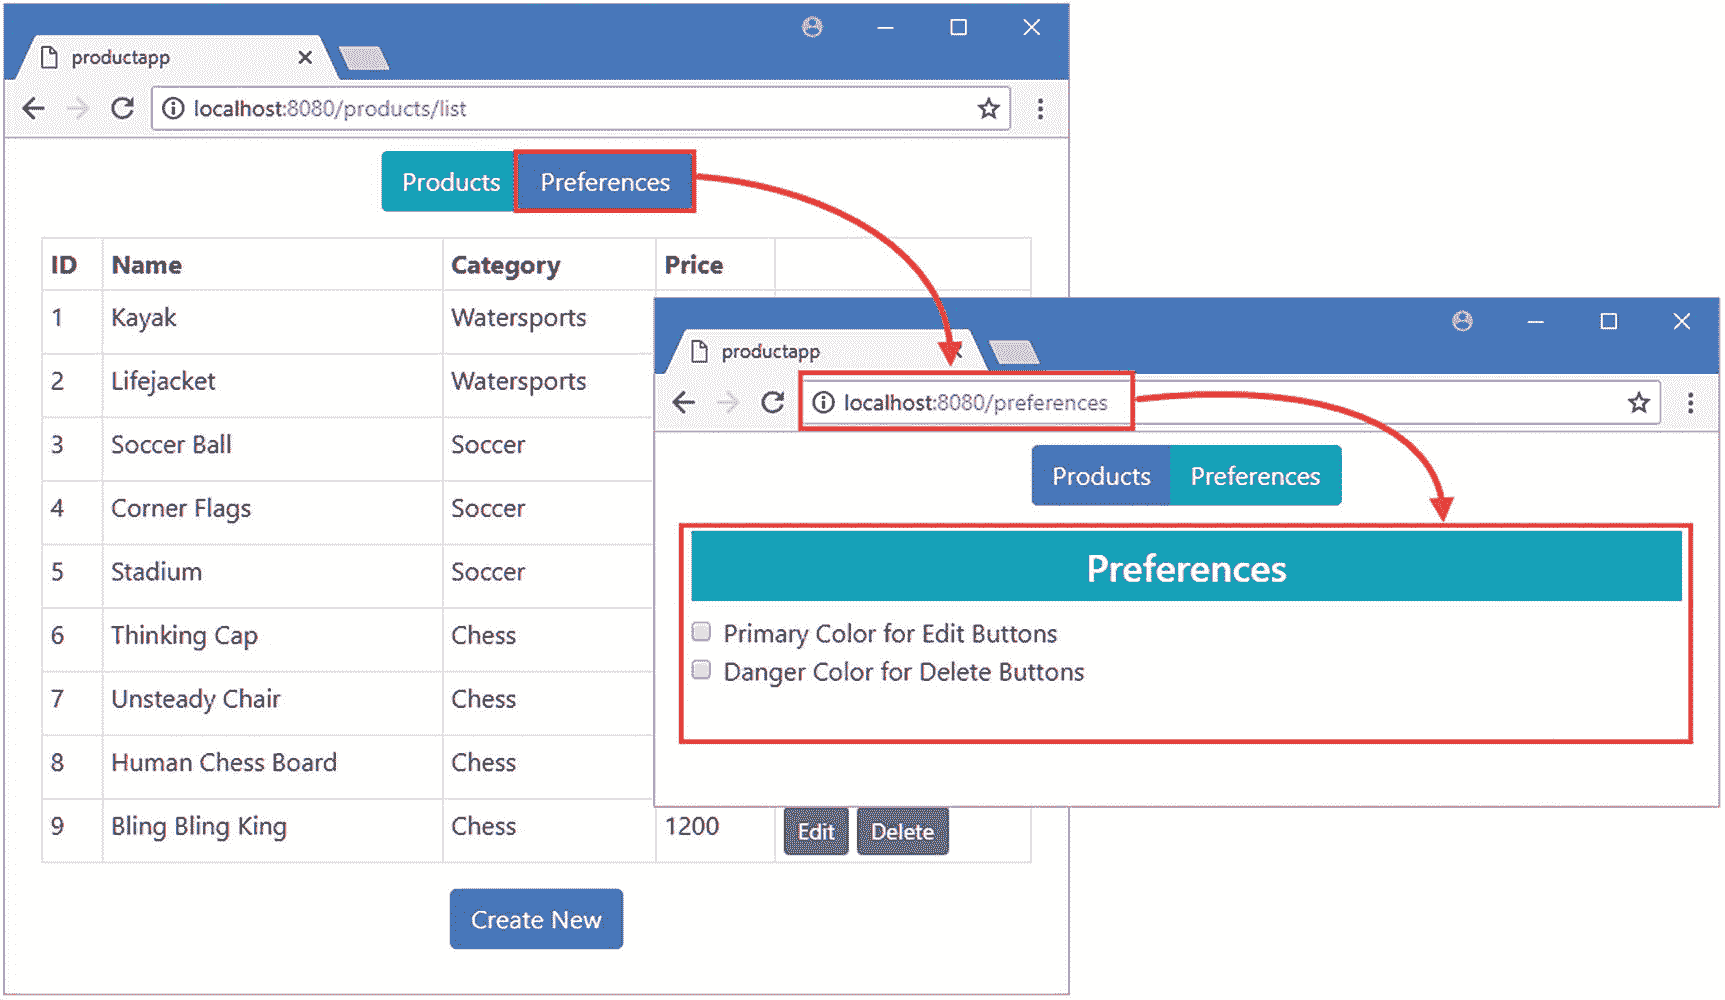 productapp
localhost:8080/products/list
Products Preferences
ID Name Category Price
1 Kayak Watersports
2 Lifejacket Watersports
3 Soccer Ball Soccer
4 Corner Flags Soccer
5 Stadium Soccer
6 Thinking Cap Chess
7 Unsteady Chair Chess
8 Human Chess Board Chess
9 Bling Bling King Chess 1200 Edit Delete
Create New
productapp
localhost:8080/preferences
Products Preferences
Preferences
Primary Color for Edit Buttons
Danger Color for Delete Buttons